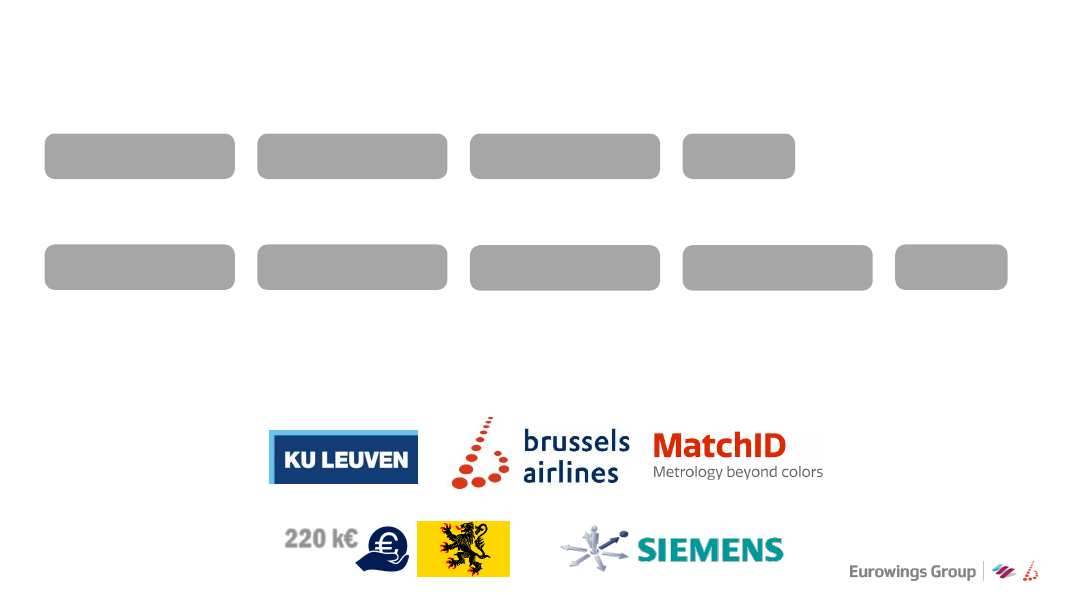 KU LEUVEN
brussels
airlines
MatchID
Metrology beyond colors
220 k€
€
SIEMENS
Eurowings Group